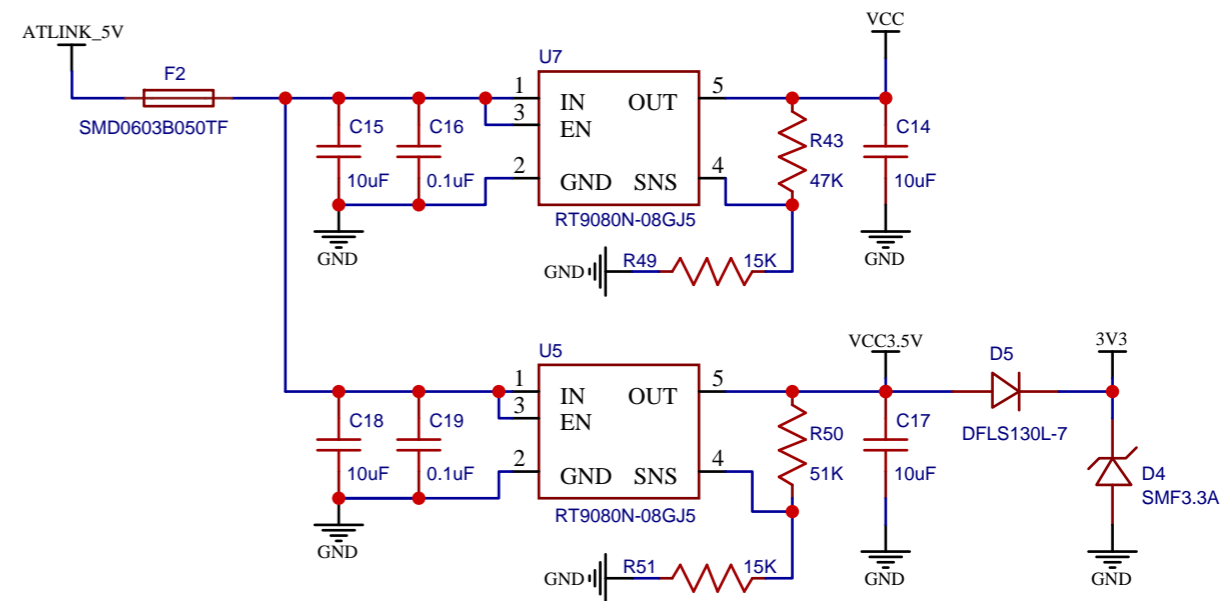 ATLINK_5V
F2
SMD0603B050TF
C15
10uF
C16
0.1uF
GND
U7
1 IN OUT 5
3 EN
2 GND SNS 4
RT9080N-08GJ5
VCC
R43
47K
C14
10uF
GND
GND R49 15K
U5
1 IN OUT 5
3 EN
2 GND SNS 4
RT9080N-08GJ5
C18
10uF
C19
0.1uF
GND
VCC3.5V
R50
51K
C17
10uF
GND
GND R51 15K
D5
DFLS130L-7
3V3
D4
SMF3.3A
GND